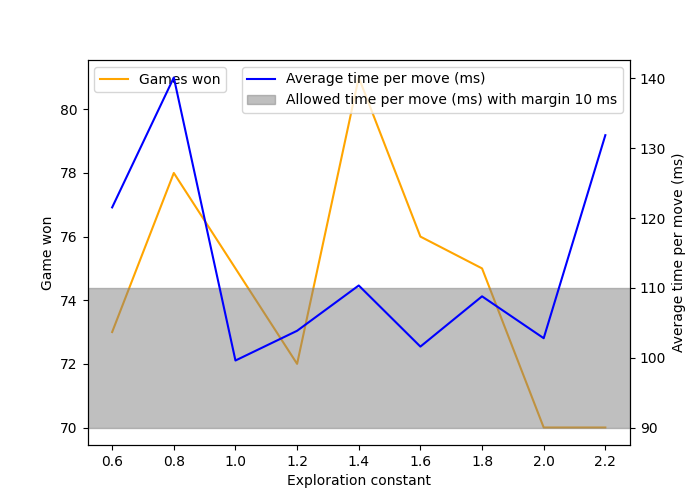 Games won
Average time per move (ms)
Allowed time per move (ms) with margin 10 ms
Game won
80
78
76
74
72
70
140
130
120
110
100
90
Average time per move (ms)
0.6 0.8 1.0 1.2 1.4 1.6 1.8 2.0 2.2
Exploration constant